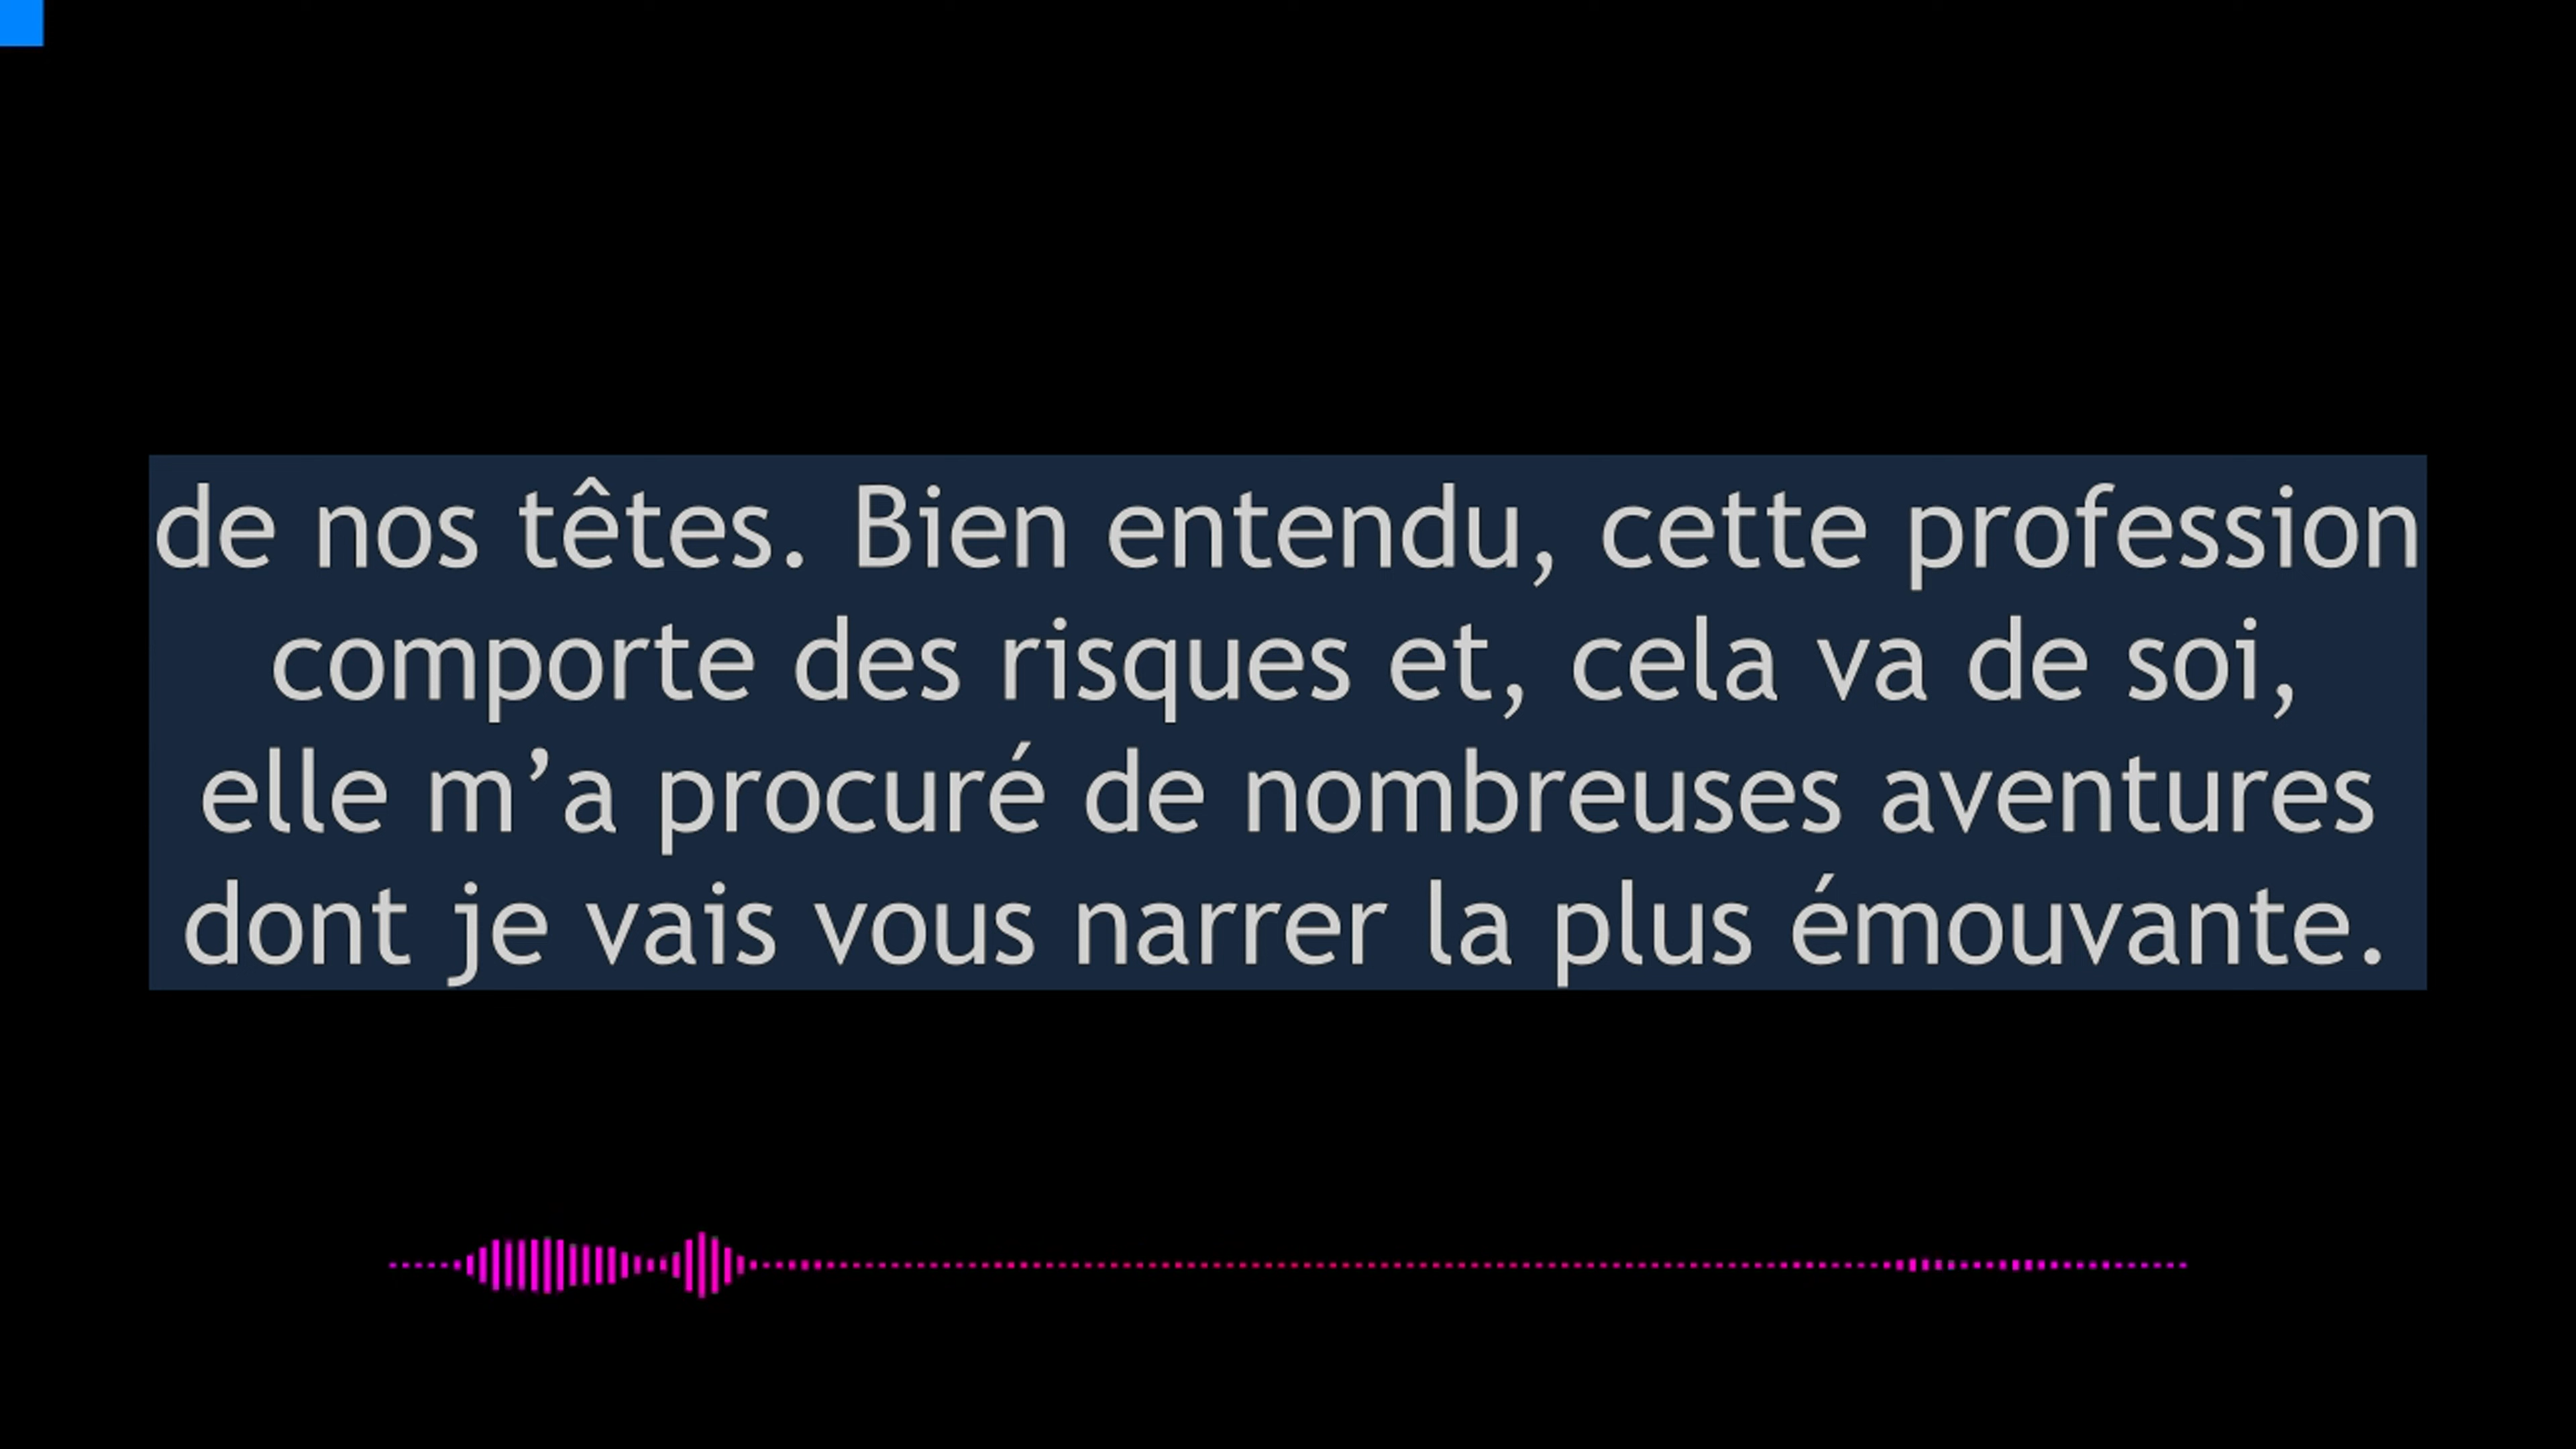 de nos têtes. Bien entendu, cette profession
comporte des risques et, cela va de soi,
elle m’a procuré de nombreuses aventures
dont je vais vous narrer la plus émouvante.